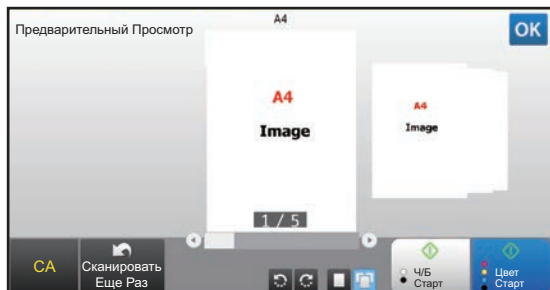 A4
Предварительный Просмотр
OK
A4
Image
A4
Image
1 / 5
CA
Сканировать
Еще Раз
Ч/Б
Старт
Цвет
Старт